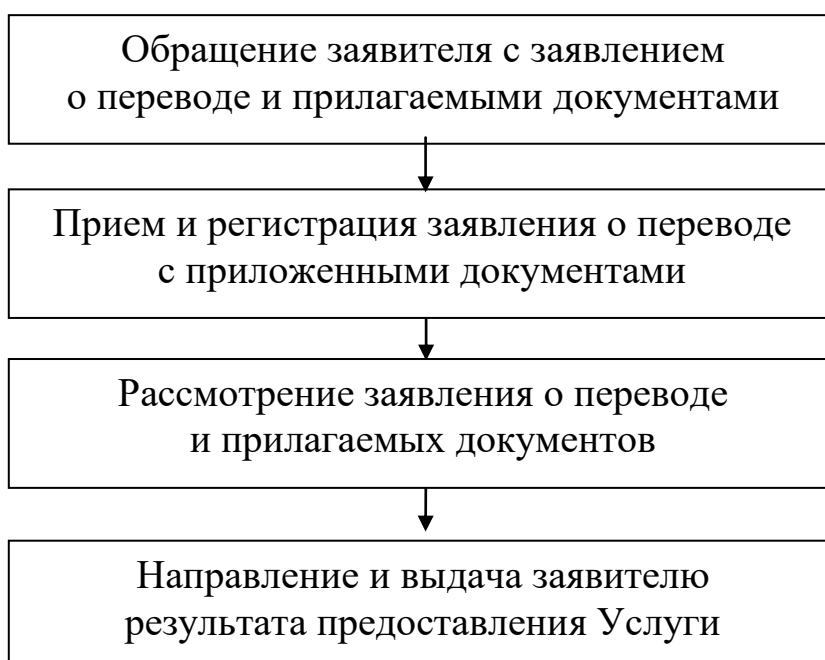 Обращение заявителя с заявлением
о переводе и прилагаемыми документами
Прием и регистрация заявления о переводе
с приложенными документами
Рассмотрение заявления о переводе
и прилагаемых документов
Направление и выдача заявителю
результата предоставления Услуги